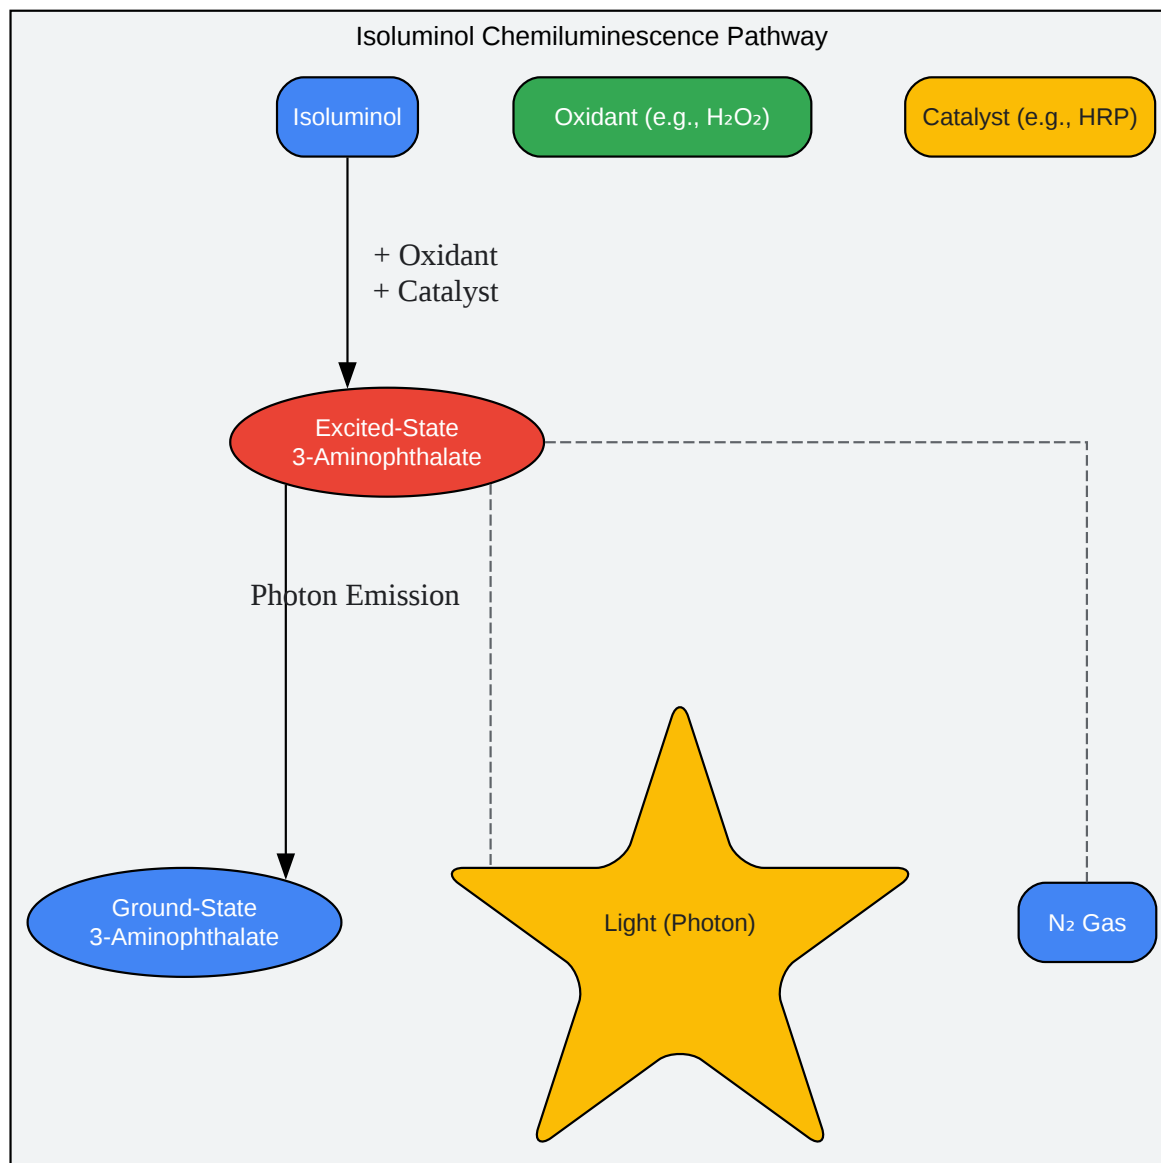 Isoluminol Chemiluminescence Pathway
Isoluminol
Oxidant (e.g., H₂O₂)
Catalyst (e.g., HRP)
+ Oxidant
+ Catalyst
Excited-State
3-Aminophthalate
Photon Emission
Ground-State
3-Aminophthalate
Light (Photon)
N₂ Gas